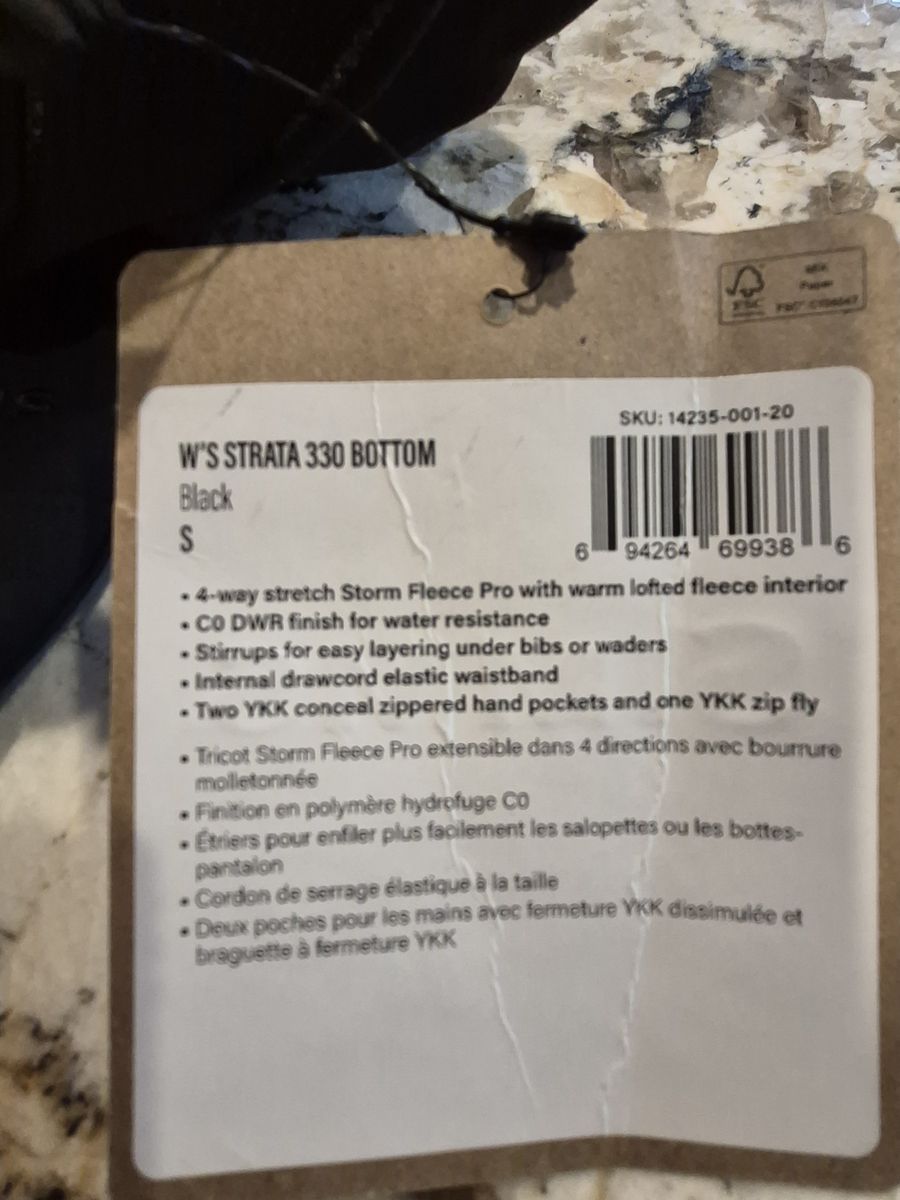 FSC
MIX
Paper
SKU: 14235-001-20
W'S STRATA 330 BOTTOM
Black
S
6 94264 69938 6
• 4-way stretch Storm Fleece Pro with warm lofted fleece interior
• C0 DWR finish for water resistance
• Stirrups for easy layering under bibs or waders
• Internal drawcord elastic waistband
• Two YKK conceal zippered hand pockets and one YKK zip fly
• Tricot Storm Fleece Pro extensible dans 4 directions avec bourrure
molletonnée
• Finition en polymère hydrofuge C0
• Étriers pour enfiler plus facilement les salopettes ou les bottes-
pantalon
• Cordon de serrage élastique à la taille
• Deux poches pour les mains avec fermeture YKK dissimulée et
braguette à fermeture YKK